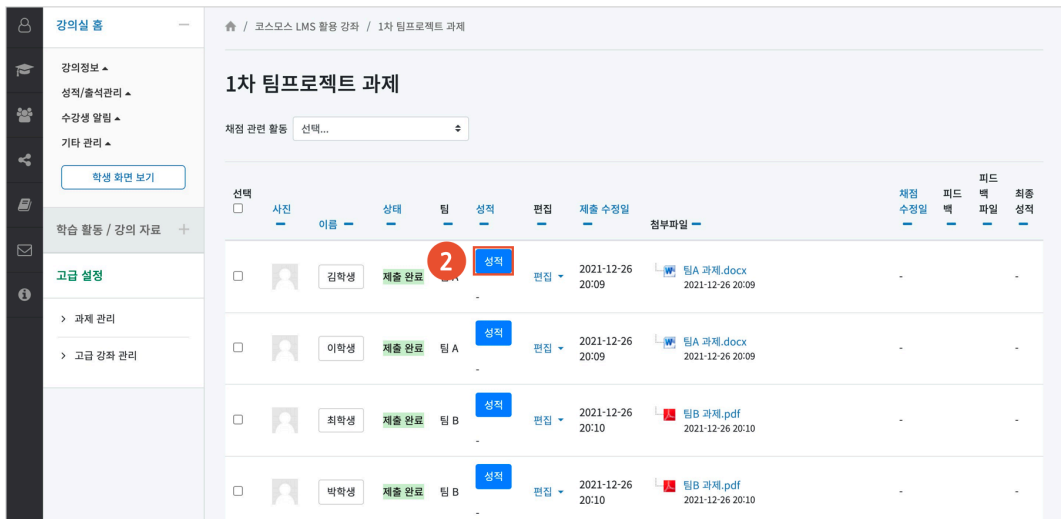 강의실 홈
강의정보
성적/출석관리
수강생 알림
기타 관리
학생 화면 보기
학습 활동 / 강의 자료
고급 설정
> 과제 관리
> 고급 강좌 관리
/ 코스모스 LMS 활용 강좌 / 1차 팀프로젝트 과제
1차 팀프로젝트 과제
채점 관련 활동 선택...
선택 사진 이름 상태 팀 성적 편집 제출 수정일 첨부파일 채점 수정일 피드백 피드백 파일 최종 성적
2 성적
김학생 제출 완료 편집 2021-12-26 20:09 팀A 과제.docx - -
2021-12-26 20:09
-
성적
이학생 제출 완료 팀 A 편집 2021-12-26 20:09 팀A 과제.docx - -
2021-12-26 20:09
-
성적
최학생 제출 완료 팀 B 편집 2021-12-26 20:10 팀B 과제.pdf - -
2021-12-26 20:10
-
성적
박학생 제출 완료 팀 B 편집 2021-12-26 20:10 팀B 과제.pdf - -
2021-12-26 20:10
-